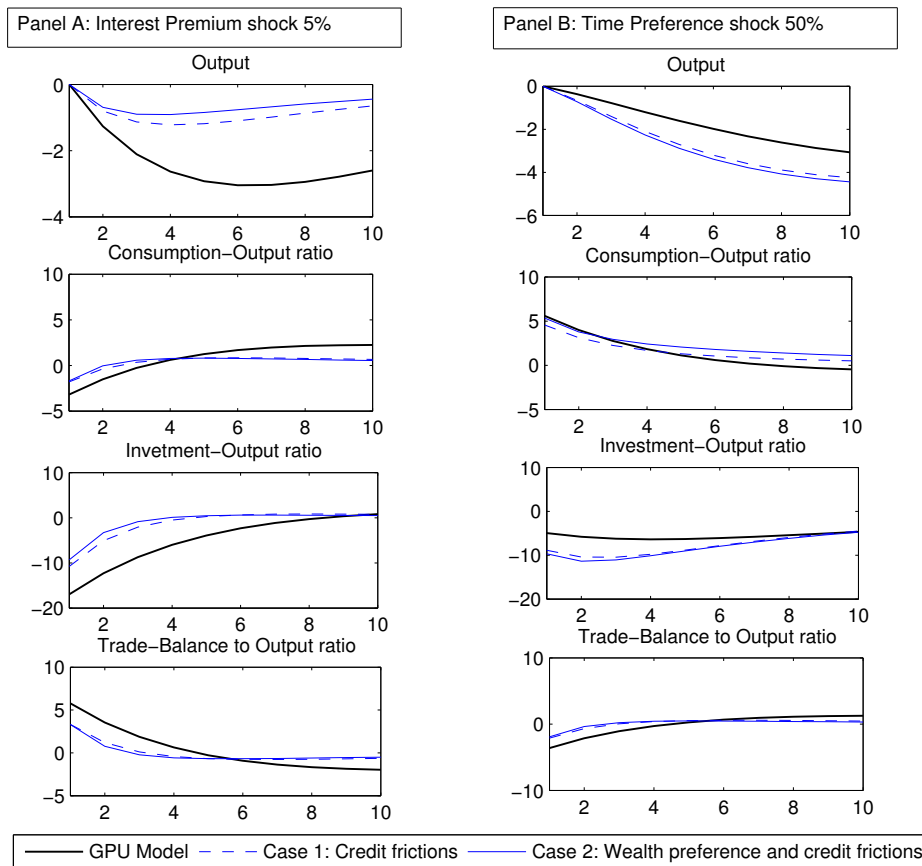 Panel A: Interest Premium shock 5%
Output
0
−2
−4
2 4 6 8 10
Consumption−Output ratio
10
5
0
−5
2 4 6 8 10
Invetment−Output ratio
10
0
−10
−20
2 4 6 8 10
Trade−Balance to Output ratio
10
5
0
−5
2 4 6 8 10
Panel B: Time Preference shock 50%
Output
0
−2
−4
−6
2 4 6 8 10
Consumption−Output ratio
10
5
0
−5
2 4 6 8 10
Investment−Output ratio
10
0
−10
−20
2 4 6 8 10
Trade−Balance to Output ratio
10
0
−10
2 4 6 8 10
GPU Model Case 1: Credit frictions Case 2: Wealth preference and credit frictions